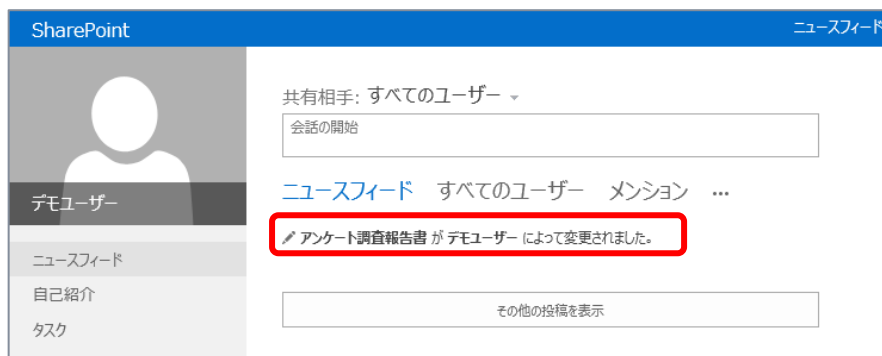 SharePoint
ニュースフィード
デモユーザー
ニュースフィード
自己紹介
タスク
共有相手: すべてのユーザー
会話の開始
ニュースフィード すべてのユーザー メンション ...
アンケート調査報告書 が デモユーザー によって変更されました。
その他の投稿を表示